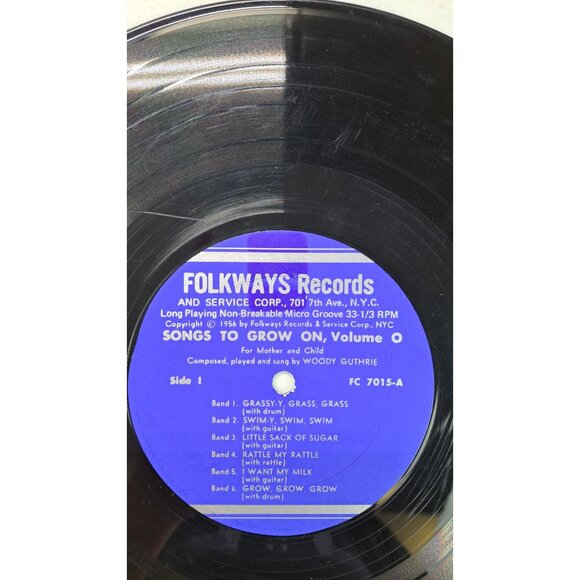 FOLKWAYS Records
AND SERVICE CORP., 701 7th Ave., N.Y.C.
Long Playing Non-Breakable Micro Groove 33-1/3 RPM
Copyright © 1956 by Folkways Records & Service Corp., NYC
SONGS TO GROW ON, Volume O
For Mother and Child
Composed, played and sung by WOODY GUTHRIE
Side I FC 7015-A
Band 1. GRASSY-Y, GRASS, GRASS
(with drum)
Band 2. SWIM-Y, SWIM, SWIM
(with guitar)
Band 3. LITTLE SACK OF SUGAR
(with guitar)
Band 4. RATTLE MY RATTLE
(with rattle)
Band 5. I WANT MY MILK
(with guitar)
Band 6. GROW, GROW, GROW
(with drum)